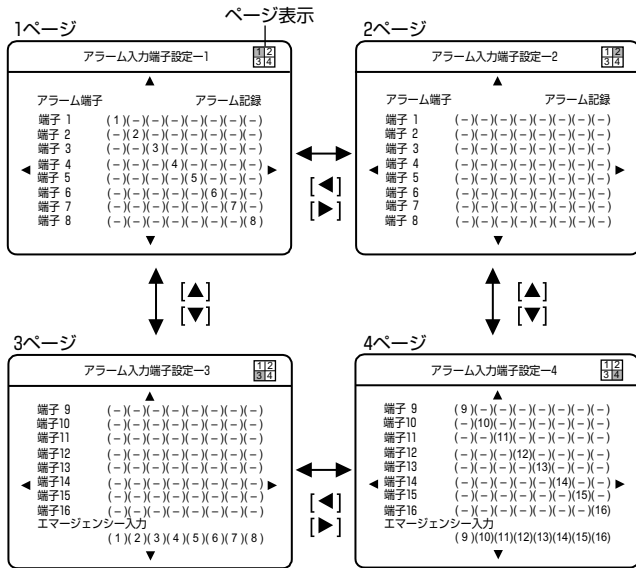 ページ表示
1ページ
アラーム入力端子設定ー1
1 2
3 4
▲
アラーム端子 アラーム記録
端子 1 (1)(−)(−)(−)(−)(−)(−)(−)
端子 2 (−)(2)(−)(−)(−)(−)(−)(−)
端子 3 (−)(−)(3)(−)(−)(−)(−)(−)
端子 4 (−)(−)(−)(4)(−)(−)(−)(−)
端子 5 (−)(−)(−)(−)(5)(−)(−)(−)
端子 6 (−)(−)(−)(−)(−)(6)(−)(−)
端子 7 (−)(−)(−)(−)(−)(−)(7)(−)
端子 8 (−)(−)(−)(−)(−)(−)(−)(8)
▼
[◀]
[▶]
2ページ
アラーム入力端子設定ー2
1 2
3 4
▲
アラーム端子 アラーム記録
端子 1 (−)(−)(−)(−)(−)(−)(−)(−)
端子 2 (−)(−)(−)(−)(−)(−)(−)(−)
端子 3 (−)(−)(−)(−)(−)(−)(−)(−)
端子 4 (−)(−)(−)(−)(−)(−)(−)(−)
端子 5 (−)(−)(−)(−)(−)(−)(−)(−)
端子 6 (−)(−)(−)(−)(−)(−)(−)(−)
端子 7 (−)(−)(−)(−)(−)(−)(−)(−)
端子 8 (−)(−)(−)(−)(−)(−)(−)(−)
▼
[▲]
[▼]
[▲]
[▼]
3ページ
アラーム入力端子設定ー3
1 2
3 4
▲
端子 9 (−)(−)(−)(−)(−)(−)(−)(−)
端子10 (−)(−)(−)(−)(−)(−)(−)(−)
端子11 (−)(−)(−)(−)(−)(−)(−)(−)
端子12 (−)(−)(−)(−)(−)(−)(−)(−)
端子13 (−)(−)(−)(−)(−)(−)(−)(−)
端子14 (−)(−)(−)(−)(−)(−)(−)(−)
端子15 (−)(−)(−)(−)(−)(−)(−)(−)
端子16 (−)(−)(−)(−)(−)(−)(−)(−)
エマージェンシー入力
(1)(2)(3)(4)(5)(6)(7)(8)
▼
[◀]
[▶]
4ページ
アラーム入力端子設定ー4
1 2
3 4
▲
端子 9 (9)(−)(−)(−)(−)(−)(−)(−)
端子10 (−)(10)(−)(−)(−)(−)(−)(−)
端子11 (−)(−)(11)(−)(−)(−)(−)(−)
端子12 (−)(−)(−)(12)(−)(−)(−)(−)
端子13 (−)(−)(−)(−)(13)(−)(−)(−)
端子14 (−)(−)(−)(−)(−)(14)(−)(−)
端子15 (−)(−)(−)(−)(−)(−)(15)(−)
端子16 (−)(−)(−)(−)(−)(−)(−)(16)
エマージェンシー入力
(9)(10)(11)(12)(13)(14)(15)(16)
▼